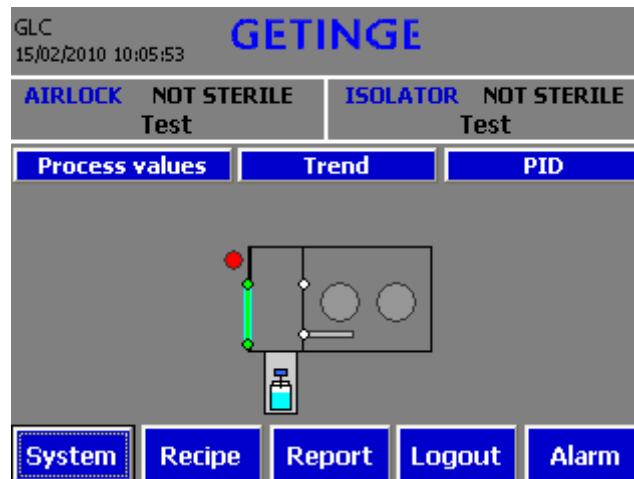 GLC
15/02/2010 10:05:53
GETINGE
AIRLOCK NOT STERILE
Test
ISOLATOR NOT STERILE
Test
Process values
Trend
PID
System
Recipe
Report
Logout
Alarm